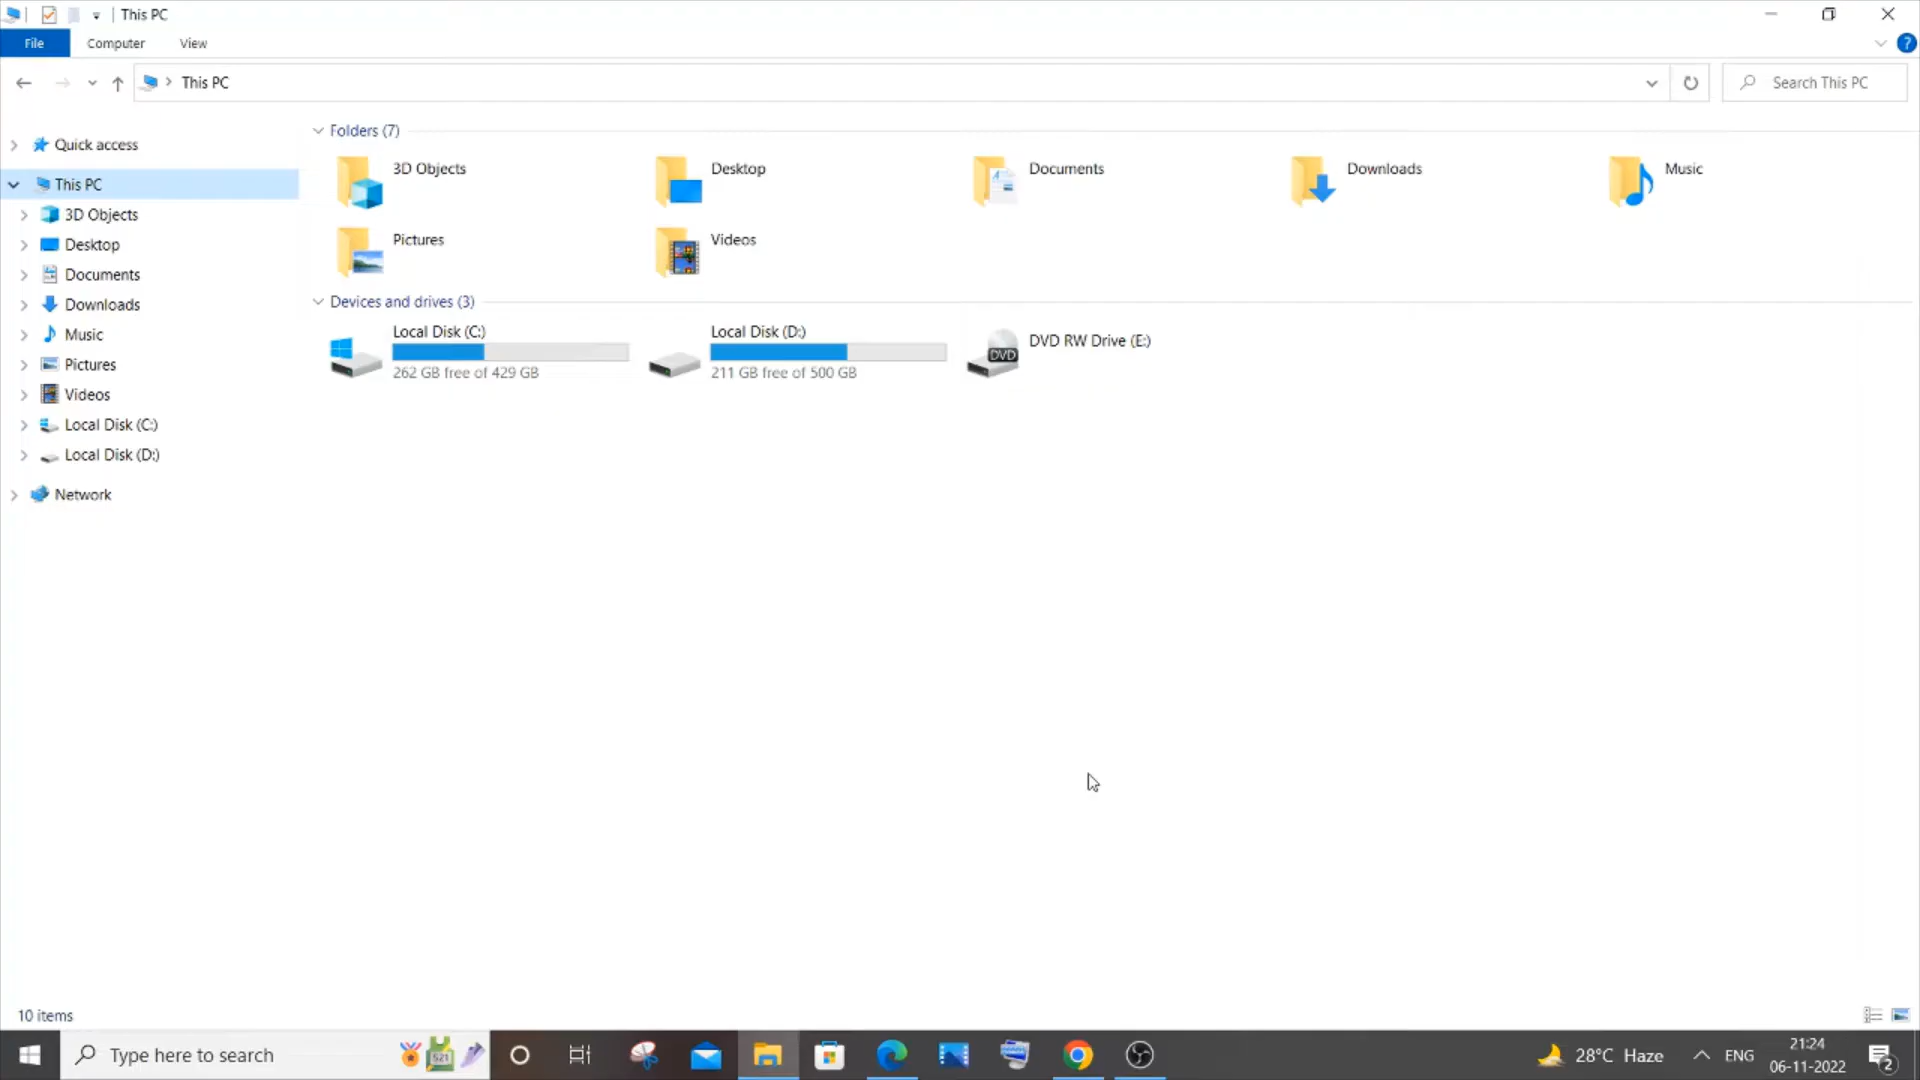 This PC
File Computer View
This PC
Search This PC
Quick access
This PC
3D Objects
Desktop
Documents
Downloads
Music
Pictures
Videos
Local Disk (C:)
Local Disk (D:)
Network
Folders (7)
3D Objects
Desktop
Documents
Downloads
Music
Pictures
Videos
Devices and drives (3)
Local Disk (C:)
262 GB free of 429 GB
Local Disk (D:)
211 GB free of 500 GB
DVD
DVD RW Drive (E:)
10 items
Type here to search
28°C Haze
ENG
21:24
06-11-2022
2